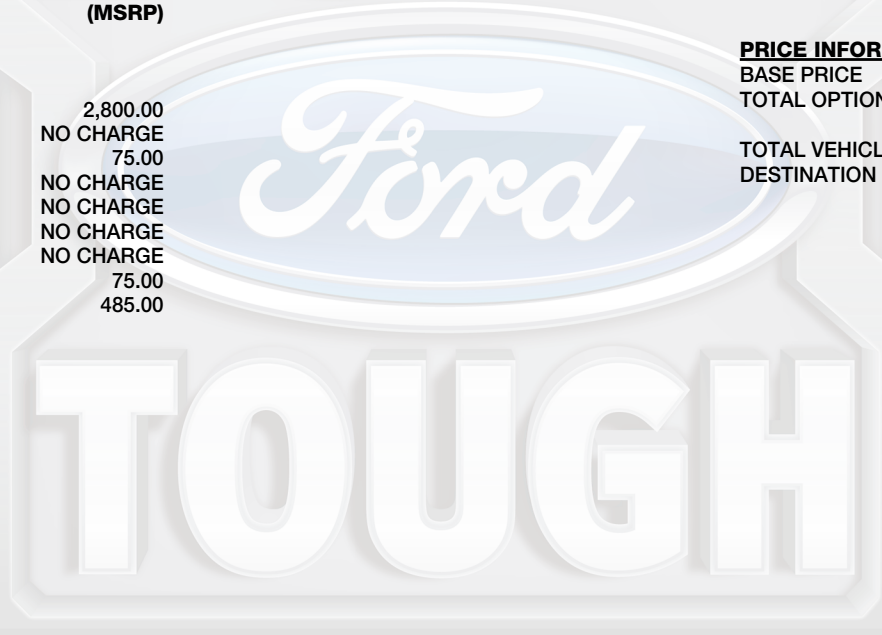 (MSRP)
2,800.00
NO CHARGE
75.00
NO CHARGE
NO CHARGE
NO CHARGE
NO CHARGE
75.00
485.00
PRICE INFOR
BASE PRICE
TOTAL OPTION
TOTAL VEHICL
DESTINATION
Ford
TOUGH